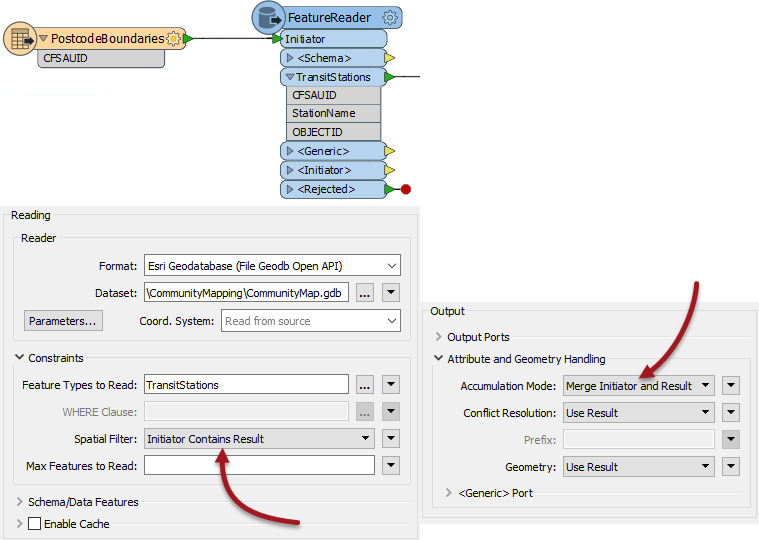 FeatureReader
PostcodeBoundaries
CFSAUID
Initiator
<Schema>
TransitStations
CFSAUID
StationName
OBJECTID
<Generic>
<Initiator>
<Rejected>
Reading
Reader
Format: Esri Geodatabase (File Geodb Open API)
Dataset: \CommunityMapping\CommunityMap.gdb ...
Parameters... Coord. System: Read from source
Constraints
Feature Types to Read: TransitStations ...
WHERE Clause: ...
Spatial Filter: Initiator Contains Result
Max Features to Read:
Schema/Data Features
Enable Cache
Output
Output Ports
Attribute and Geometry Handling
Accumulation Mode: Merge Initiator and Result
Conflict Resolution: Use Result
Prefix:
Geometry: Use Result
<Generic> Port